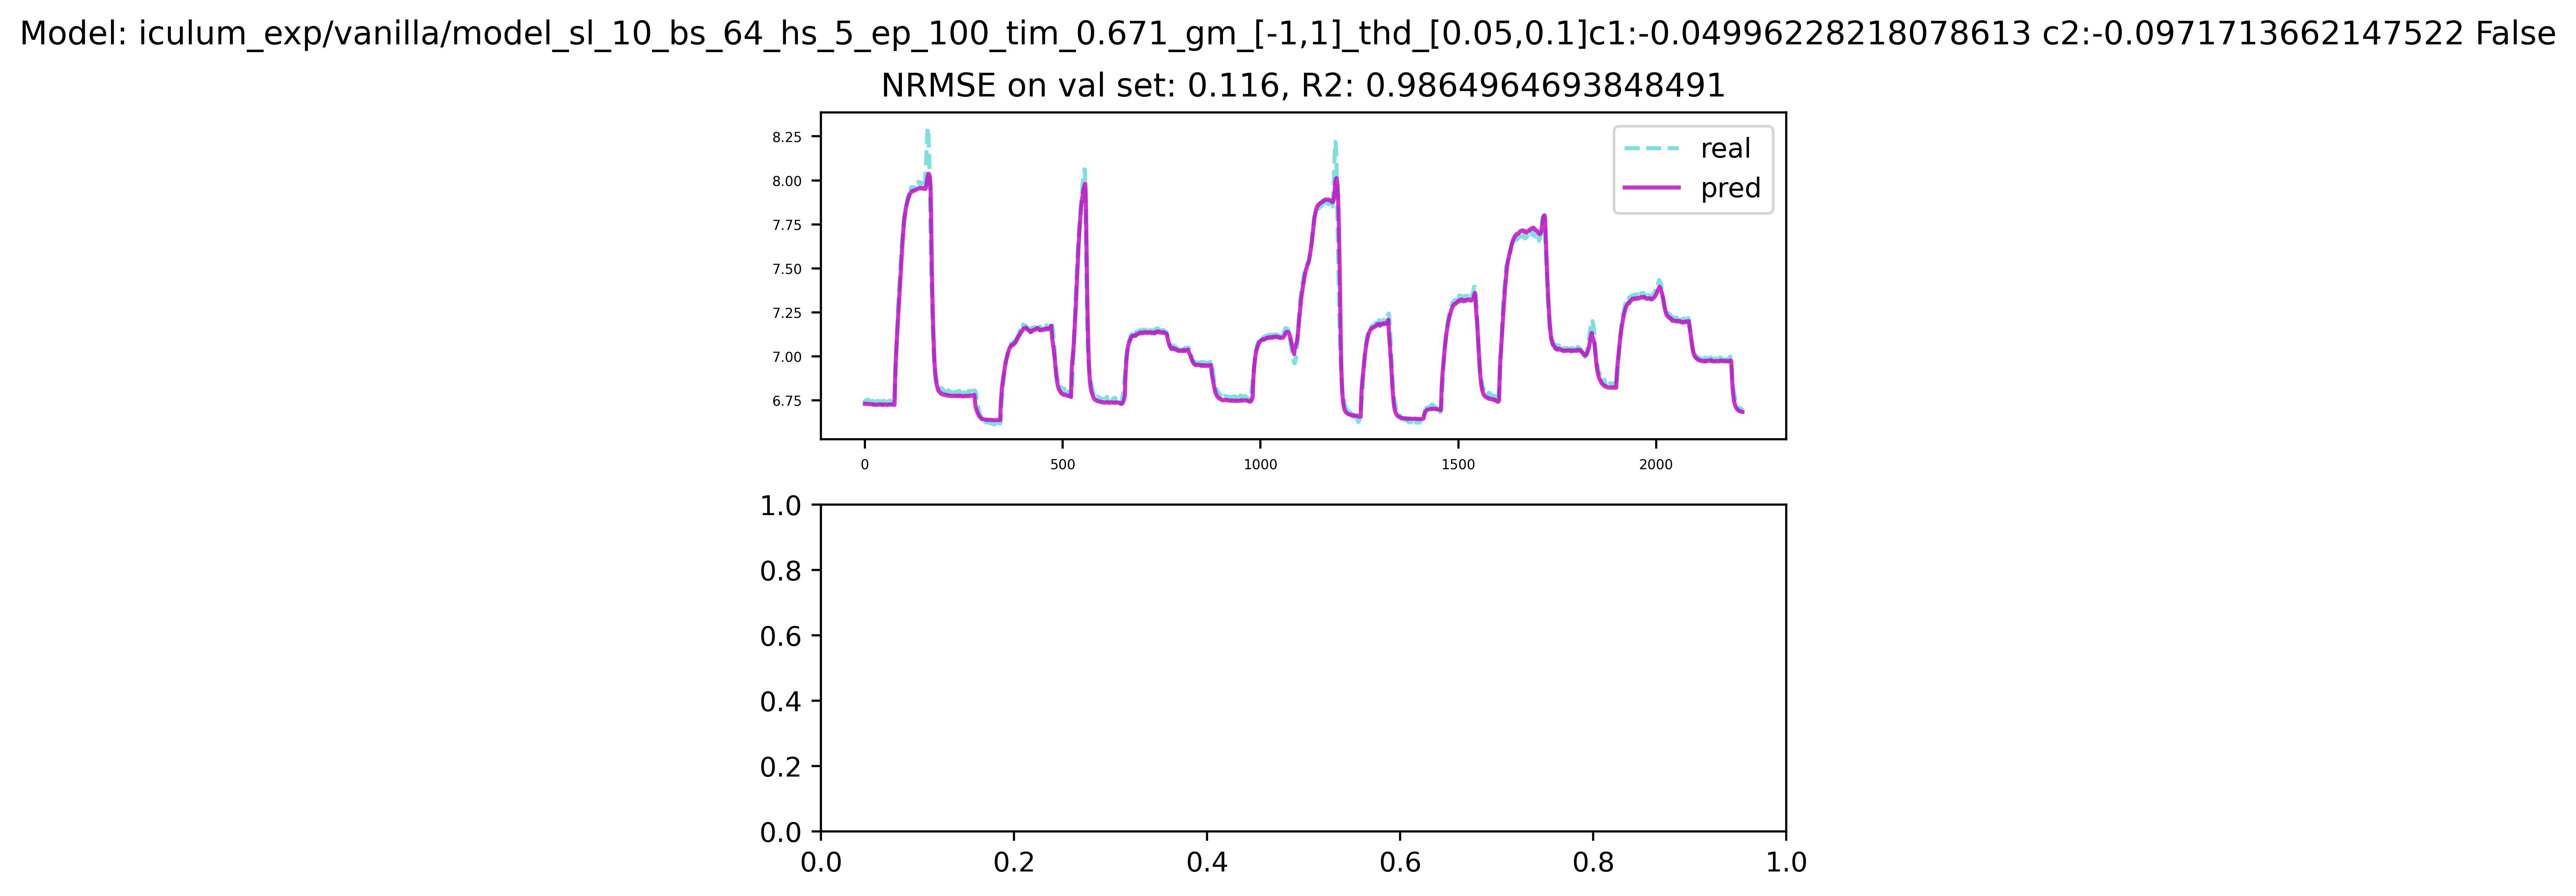 Model: iculum_exp/vanilla/model_sl_10_bs_64_hs_5_ep_100_tim_0.671_gm_[-1,1]_thd_[0.05,0.1]c1:-0.04996228218078613 c2:-0.0971713662147522 False
NRMSE on val set: 0.116, R2: 0.9864964693848491
8.25
8.00
7.75
7.50
7.25
7.00
6.75
real
pred
0 500 1000 1500 2000
1.0
0.8
0.6
0.4
0.2
0.0
0.0 0.2 0.4 0.6 0.8 1.0